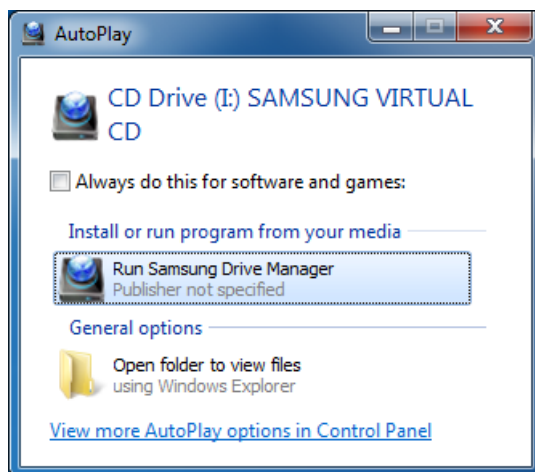 AutoPlay
CD Drive (I:) SAMSUNG VIRTUAL
CD
Always do this for software and games:
Install or run program from your media
Run Samsung Drive Manager
Publisher not specified
General options
Open folder to view files
using Windows Explorer
View more AutoPlay options in Control Panel